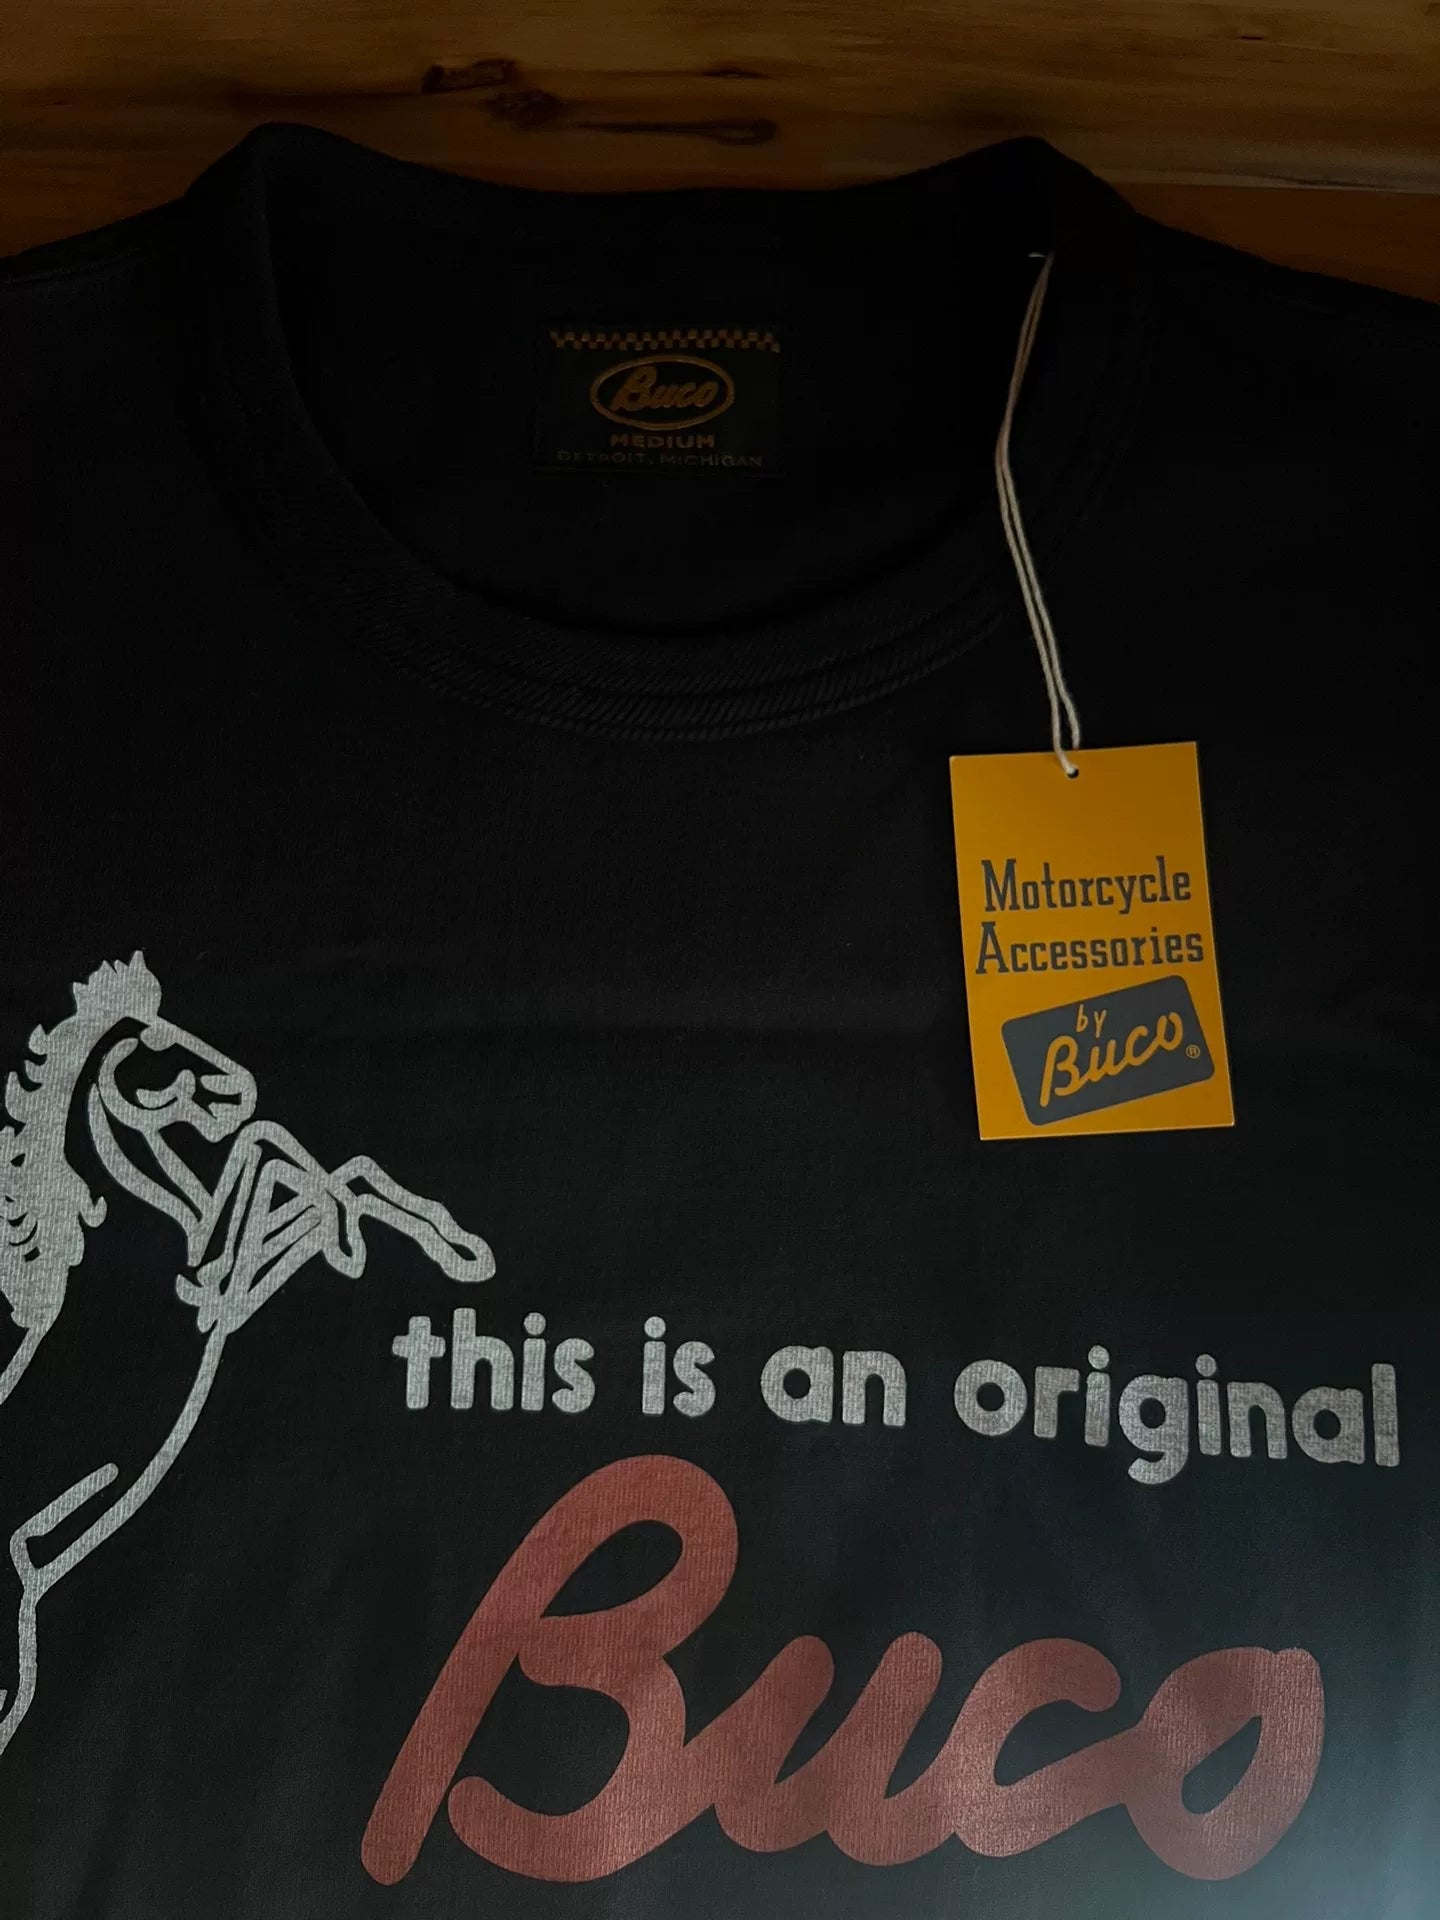 Buco
MEDIUM
DETROIT, MICHIGAN
Motorcycle
Accessories
by
Buco®
this is an original
Buco